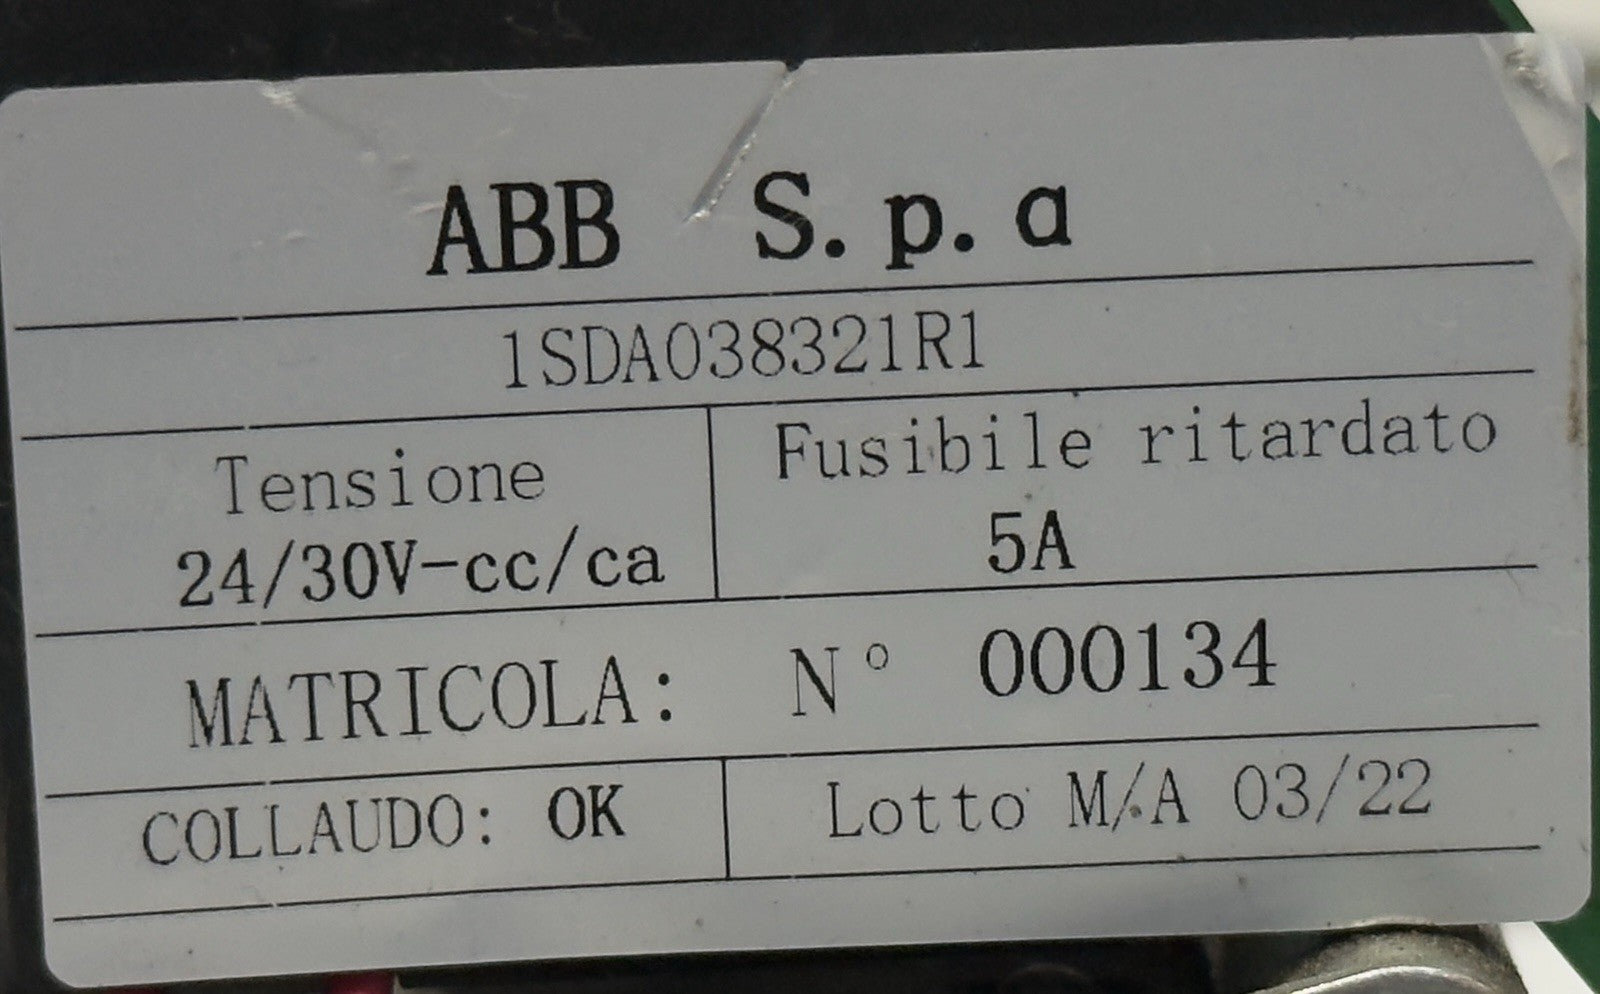 ABB S.p.a
1SDA038321R1
Tensione
24/30V-cc/ca
Fusibile ritardato
5A
MATRICOLA: N° 000134
COLLAUDO: OK
Lotto M/A 03/22